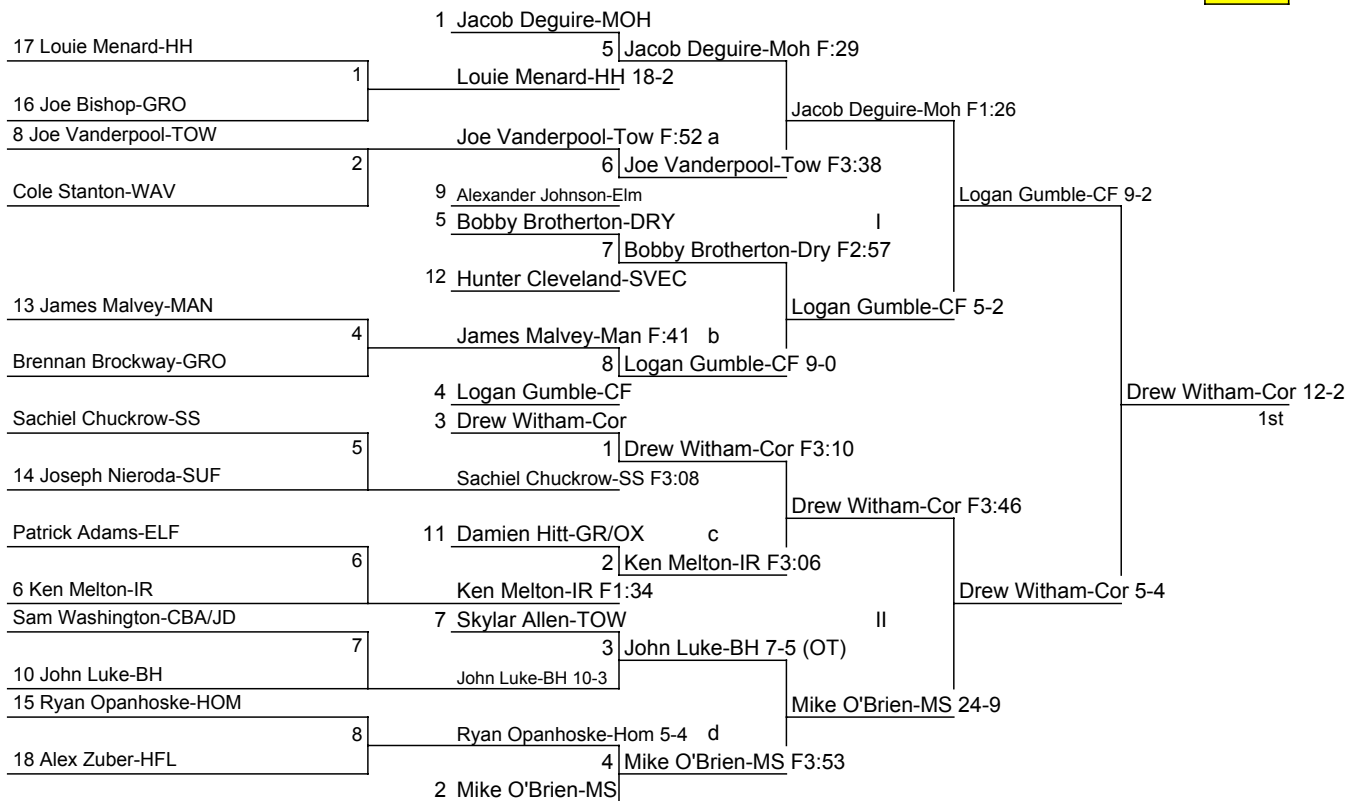 1 Jacob Deguire-MOH
17 Louie Menard-HH
5 Jacob Deguire-Moh F:29
1 Louie Menard-HH 18-2
16 Joe Bishop-GRO
Jacob Deguire-Moh F1:26
8 Joe Vanderpool-TOW
Joe Vanderpool-Tow F:52 a
2
6 Joe Vanderpool-Tow F3:38
Cole Stanton-WAV
9 Alexander Johnson-Elm
Logan Gumble-CF 9-2
5 Bobby Brotherton-DRY
I
7 Bobby Brotherton-Dry F2:57
12 Hunter Cleveland-SVEC
13 James Malvey-MAN
Logan Gumble-CF 5-2
4 James Malvey-Man F:41 b
Brennan Brockway-GRO
8 Logan Gumble-CF 9-0
4 Logan Gumble-CF
Drew Witham-Cor 12-2
Sachiel Chuckrow-SS
3 Drew Witham-Cor
1st
5
1 Drew Witham-Cor F3:10
14 Joseph Nieroda-SUF
Sachiel Chuckrow-SS F3:08
Drew Witham-Cor F3:46
Patrick Adams-ELF
11 Damien Hitt-GR/OX c
6
2 Ken Melton-IR F3:06
6 Ken Melton-IR
Ken Melton-IR F1:34
Drew Witham-Cor 5-4
Sam Washington-CBA/JD
7 Skylar Allen-TOW
II
7
3 John Luke-BH 7-5 (OT)
10 John Luke-BH
John Luke-BH 10-3
15 Ryan Opanhoske-HOM
Mike O'Brien-MS 24-9
8 Ryan Opanhoske-Hom 5-4 d
18 Alex Zuber-HFL
4 Mike O'Brien-MS F3:53
2 Mike O'Brien-MS